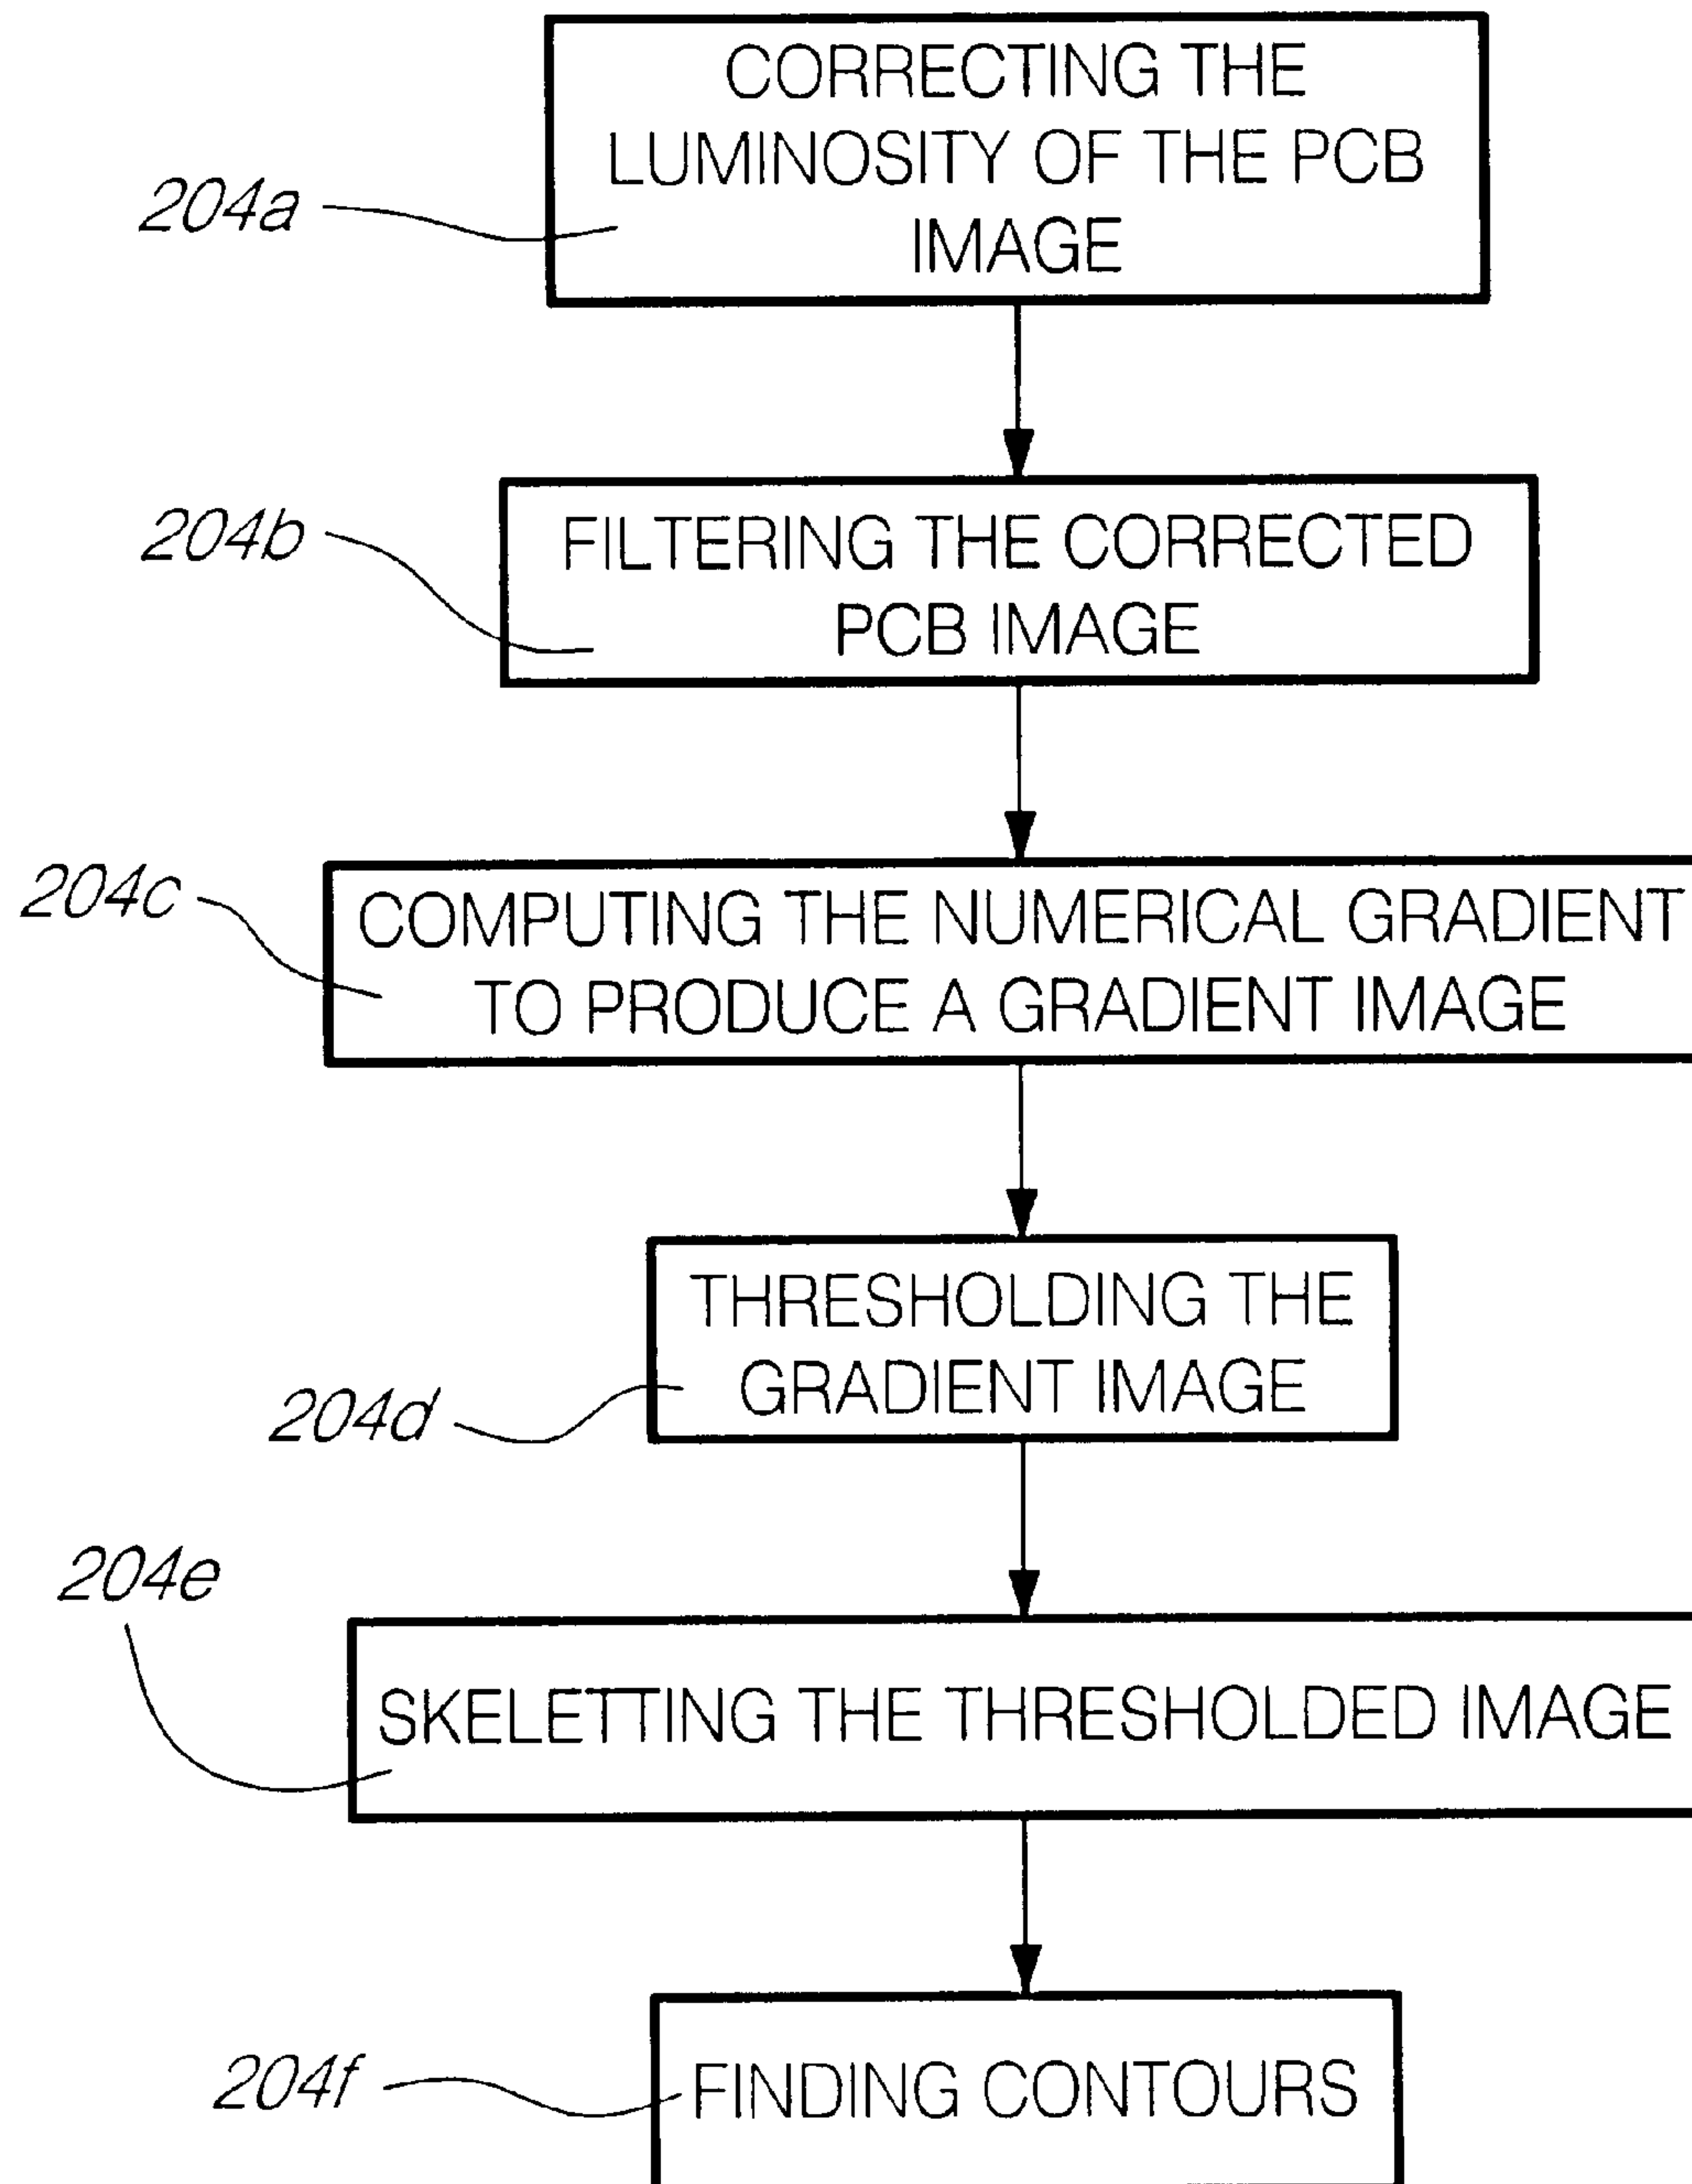 CORRECTING THE
LUMINOSITY OF THE PCB
IMAGE
204a
FILTERING THE CORRECTED
PCB IMAGE
204b
COMPUTING THE NUMERICAL GRADIENT
TO PRODUCE A GRADIENT IMAGE
204c
THRESHOLDING THE
GRADIENT IMAGE
204d
204e
SKELETTING THE THRESHOLDED IMAGE
204f
FINDING CONTOURS